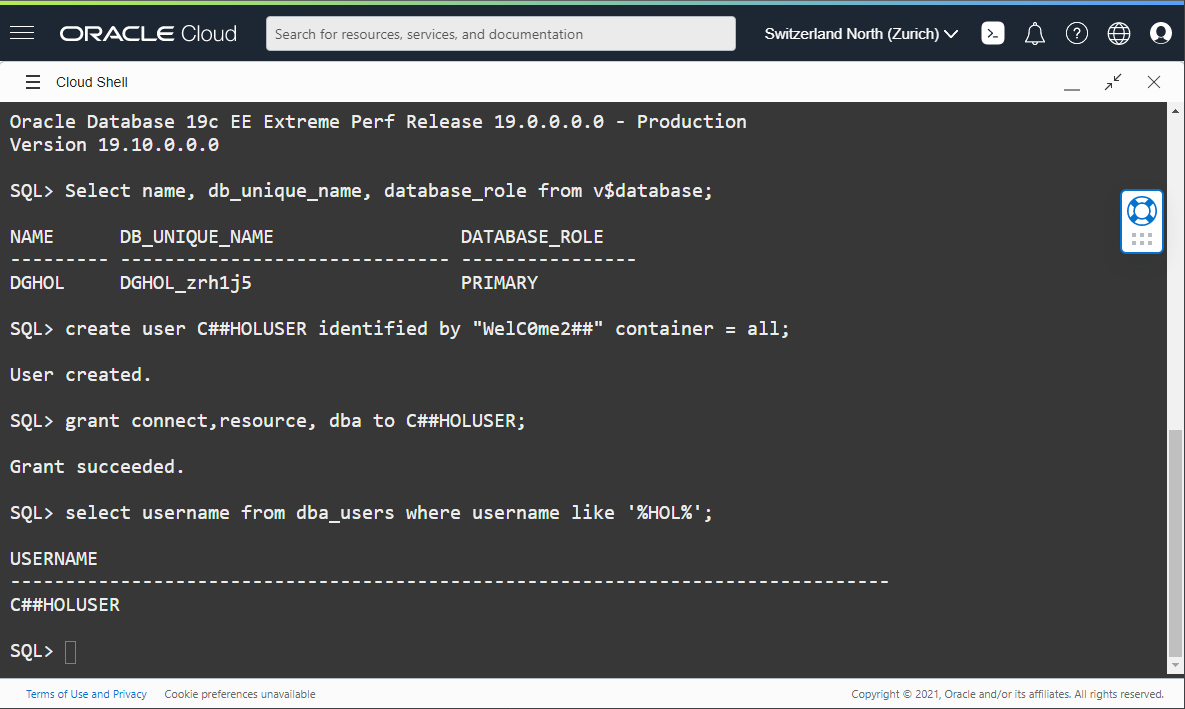 ORACLE Cloud
Search for resources, services, and documentation
Switzerland North (Zurich)
Cloud Shell
Oracle Database 19c EE Extreme Perf Release 19.0.0.0.0 - Production
Version 19.10.0.0.0
SQL> Select name, db_unique_name, database_role from v$database;
NAME      DB_UNIQUE_NAME                 DATABASE_ROLE
--------- ------------------------------ ----------------
DGHOL     DGHOL_zrh1j5                   PRIMARY
SQL> create user C##HOLUSER identified by "WelC0me2##" container = all;
User created.
SQL> grant connect,resource, dba to C##HOLUSER;
Grant succeeded.
SQL> select username from dba_users where username like '%HOL%';
USERNAME
--------------------------------------------------------------------------------
C##HOLUSER
SQL>
Terms of Use and Privacy Cookie preferences unavailable
Copyright © 2021, Oracle and/or its affiliates. All rights reserved.